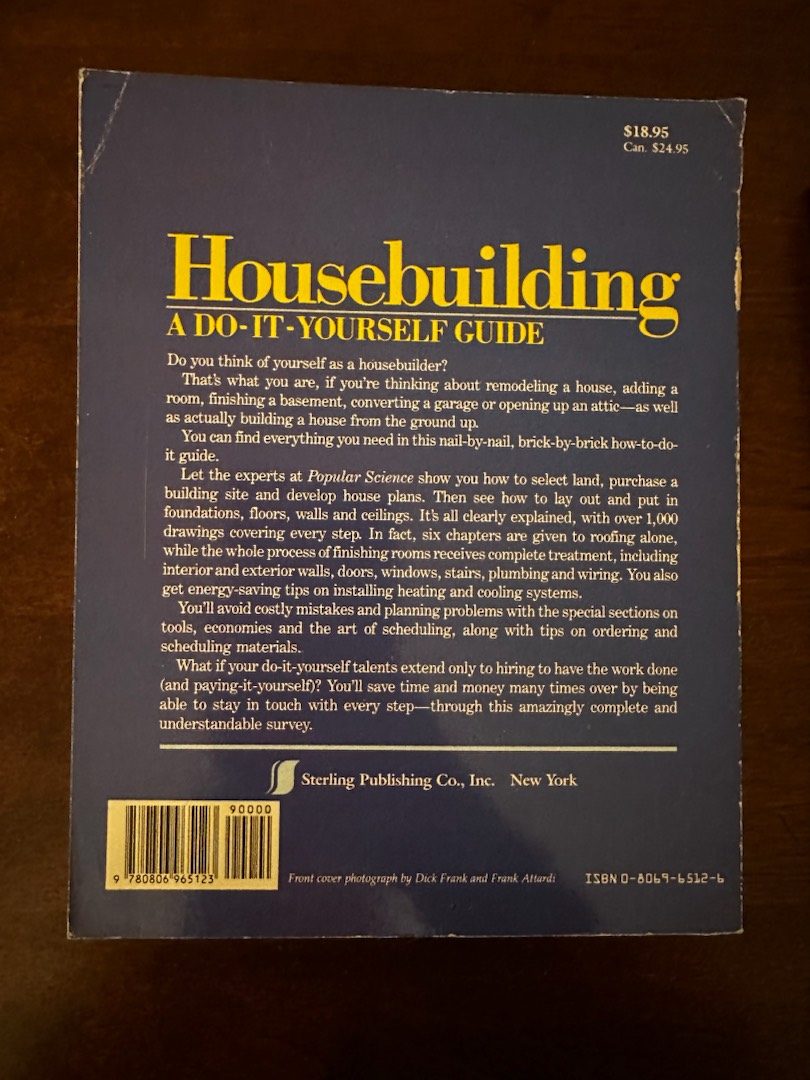 $18.95
Can. $24.95
Housebuilding
A DO-IT-YOURSELF GUIDE
Do you think of yourself as a housebuilder?
That's what you are, if you're thinking about remodeling a house, adding a
room, finishing a basement, converting a garage or opening up an attic—as well
as actually building a house from the ground up.
You can find everything you need in this nail-by-nail, brick-by-brick how-to-do-
it guide.
Let the experts at Popular Science show you how to select land, purchase a
building site and develop house plans. Then see how to lay out and put in
foundations, floors, walls and ceilings. It's all clearly explained, with over 1,000
drawings covering every step. In fact, six chapters are given to roofing alone,
while the whole process of finishing rooms receives complete treatment, including
interior and exterior walls, doors, windows, stairs, plumbing and wiring. You also
get energy-saving tips on installing heating and cooling systems.
You'll avoid costly mistakes and planning problems with the special sections on
tools, economies and the art of scheduling, along with tips on ordering and
scheduling materials.
What if your do-it-yourself talents extend only to hiring to have the work done
(and paying-it-yourself)? You'll save time and money many times over by being
able to stay in touch with every step—through this amazingly complete and
understandable survey.
Sterling Publishing Co., Inc. New York
90000
9 780806 965123
Front cover photograph by Dick Frank and Frank Attardi
ISBN 0-8069-6512-6